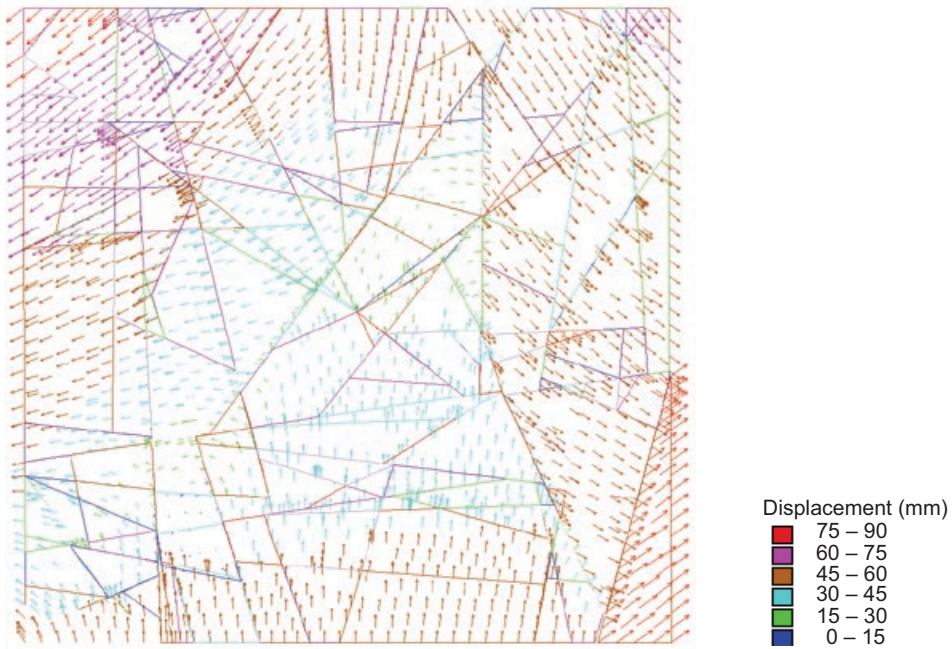 Displacement (mm)
75 – 90
60 – 75
45 – 60
30 – 45
15 – 30
0 – 15